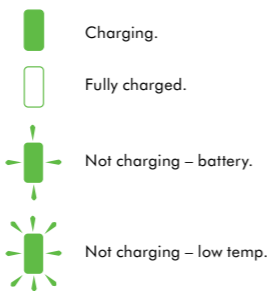 Charging.
Fully charged.
Not charging – battery.
Not charging – low temp.